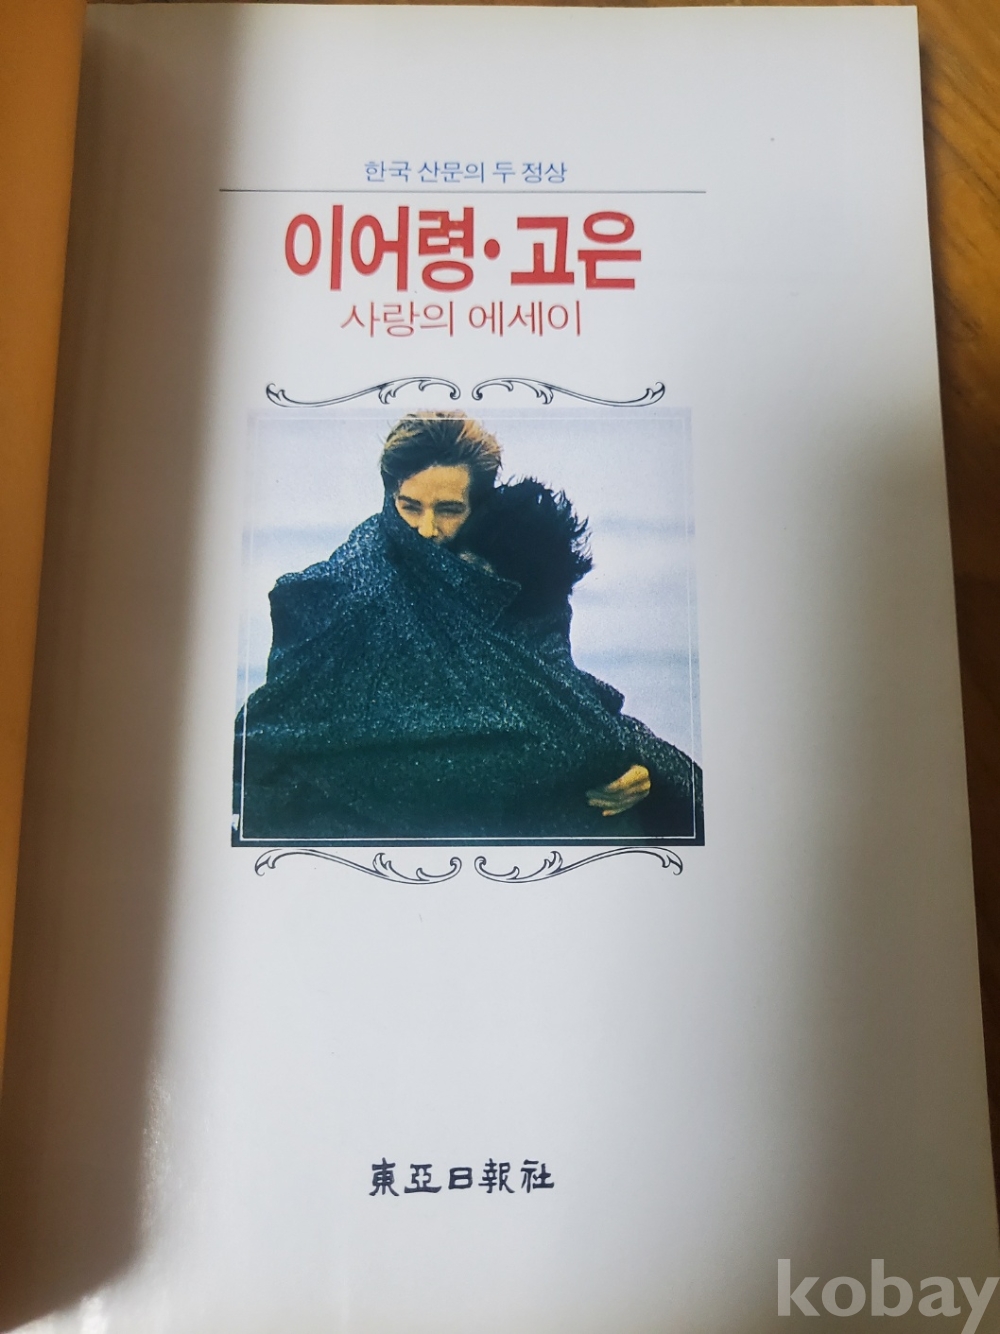 한국 산문의 두 정상
이어령·고은
사랑의 에세이
東亞日報社
kobay